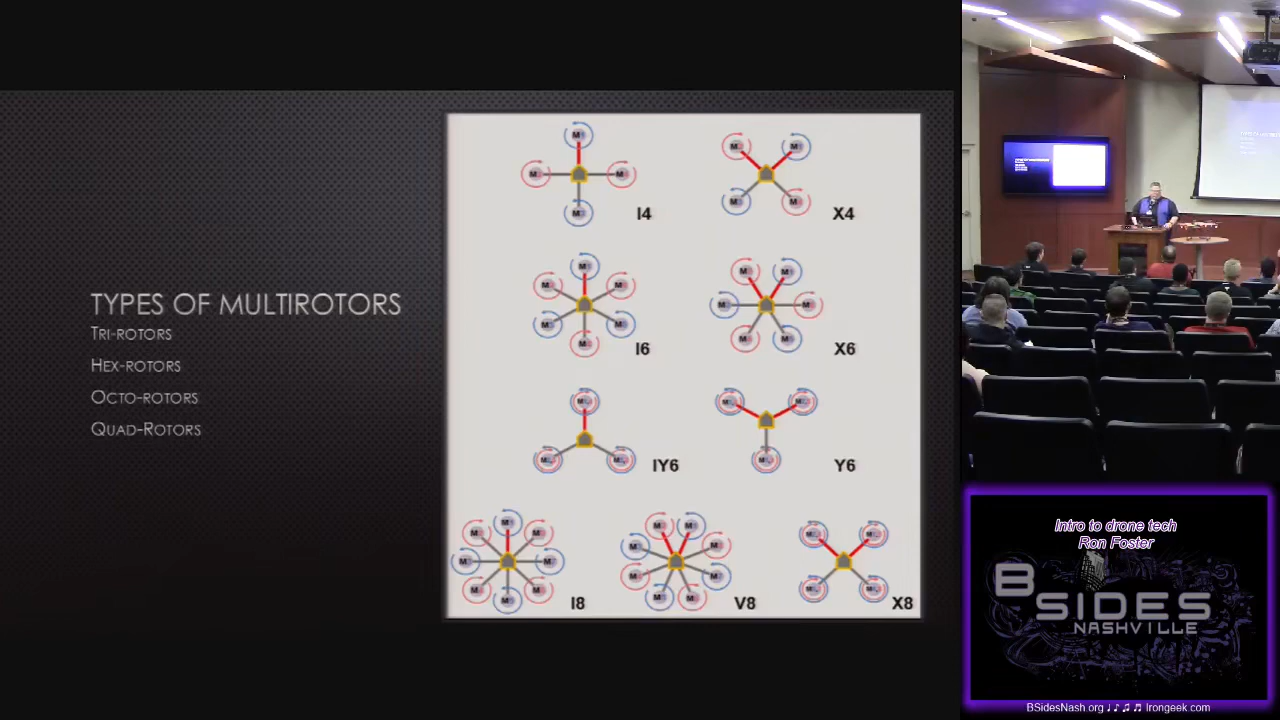 TYPES OF MULTIROTORS
TRI-ROTORS
HEX-ROTORS
OCTO-ROTORS
QUAD-ROTORS
I4
X4
I6
X6
IY6
Y6
I8
V8
X8
Intro to drone tech
Ron Foster
BSIDES
NASHVILLE
BSidesNash.org ♩♪♫♬ Irongeek.com